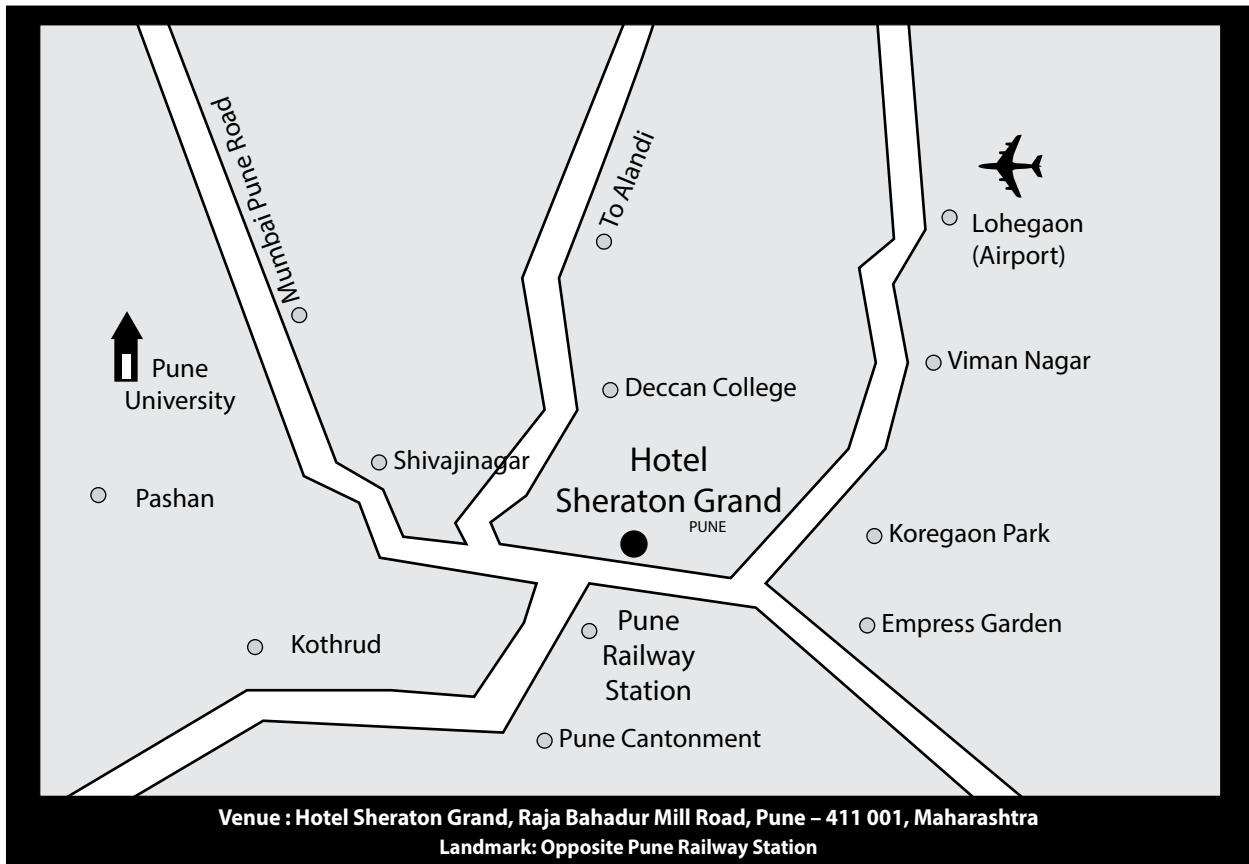 Mumbai Pune Road
To Alandi
Lohegaon
(Airport)
Pune
University
Viman Nagar
Deccan College
Shivajinagar
Hotel
Sheraton Grand
PUNE
Pashan
Koregaon Park
Empress Garden
Kothrud
Pune
Railway
Station
Pune Cantonment
Venue : Hotel Sheraton Grand, Raja Bahadur Mill Road, Pune – 411 001, Maharashtra
Landmark: Opposite Pune Railway Station